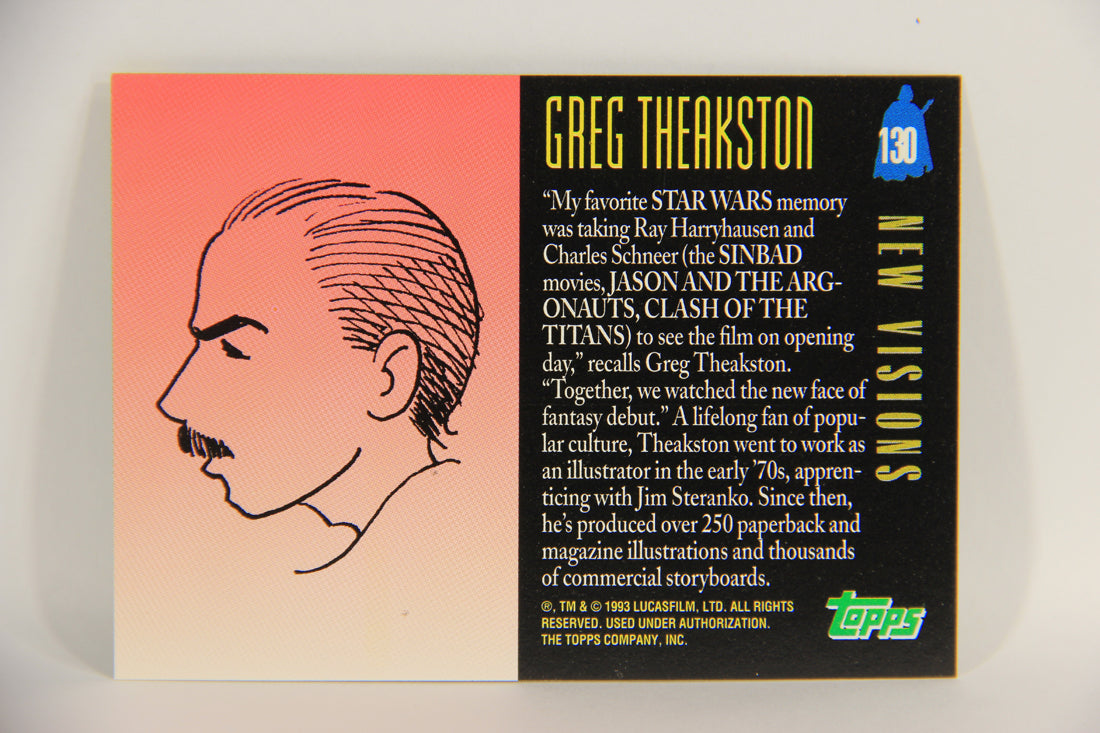 GREG THEAKSTON
130
NEW VISIONS
“My favorite STAR WARS memory
was taking Ray Harryhausen and
Charles Schneer (the SINBAD
movies, JASON AND THE ARG-
ONAUTS, CLASH OF THE
TITANS) to see the film on opening
day,” recalls Greg Theakston.
“Together, we watched the new face of
fantasy debut.” A lifelong fan of popu-
lar culture, Theakston went to work as
an illustrator in the early ’70s, appren-
ticing with Jim Steranko. Since then,
he’s produced over 250 paperback and
magazine illustrations and thousands
of commercial storyboards.
®, TM & © 1993 LUCASFILM, LTD. ALL RIGHTS
RESERVED. USED UNDER AUTHORIZATION.
THE TOPPS COMPANY, INC.
topps